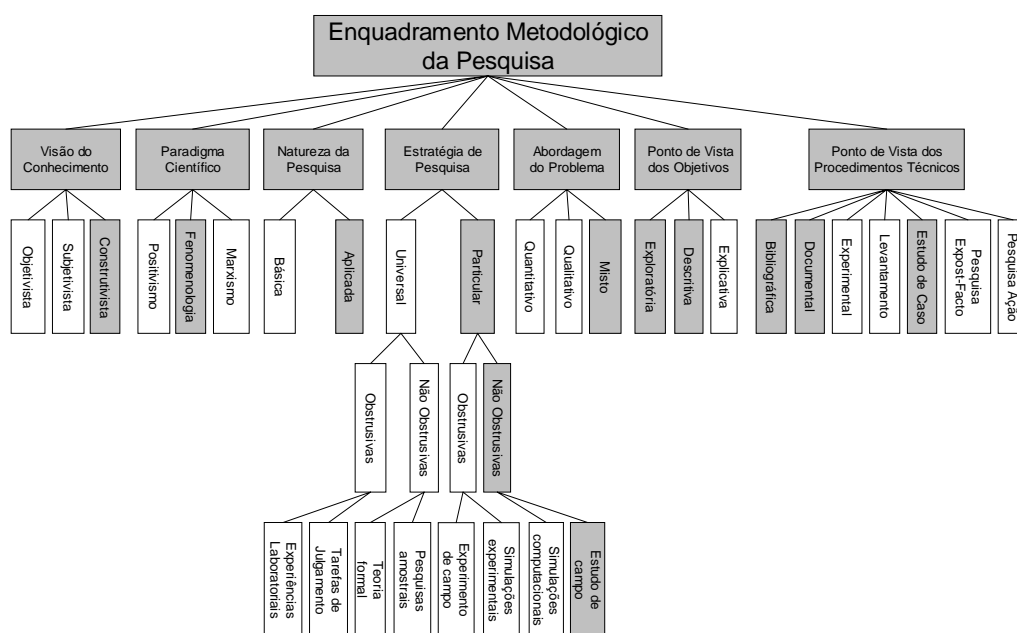 Enquadramento Metodológico
da Pesquisa
Visão do
Conhecimento
Paradigma
Científico
Natureza da
Pesquisa
Estratégia de
Pesquisa
Abordagem
do Problema
Ponto de Vista
dos Objetivos
Ponto de Vista dos
Procedimentos Técnicos
Objetivista
Subjetivista
Construtivista
Positivismo
Fenomenologia
Marxismo
Básica
Aplicada
Universal
Particular
Quantitativo
Qualitativo
Misto
Exploratória
Descritiva
Explicativa
Bibliográfica
Documental
Experimental
Levantamento
Estudo de Caso
Pesquisa
Expost-Facto
Pesquisa Ação
Obstrusivas
Não Obstrusivas
Obstrusivas
Não Obstrusivas
Experiências
Laboratoriais
Tarefas de
Julgamento
Teoria
formal
Pesquisas
amostrais
Experimento
de campo
Simulações
experimentais
Simulações
computacionais
Estudo de
campo